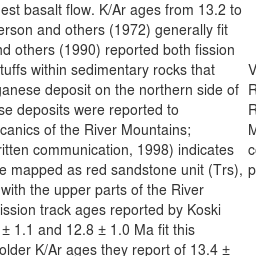 est basalt flow. K/Ar ages from 13.2 to
erson and others (1972) generally fit
nd others (1990) reported both fission
tuffs within sedimentary rocks that
ganese deposit on the northern side of
se deposits were reported to
canics of the River Mountains;
ritten communication, 1998) indicates
e mapped as red sandstone unit (Trs),
with the upper parts of the River
ission track ages reported by Koski
± 1.1 and 12.8 ± 1.0 Ma fit this
older K/Ar ages they report of 13.4 ±
V
R
R
M
c
p